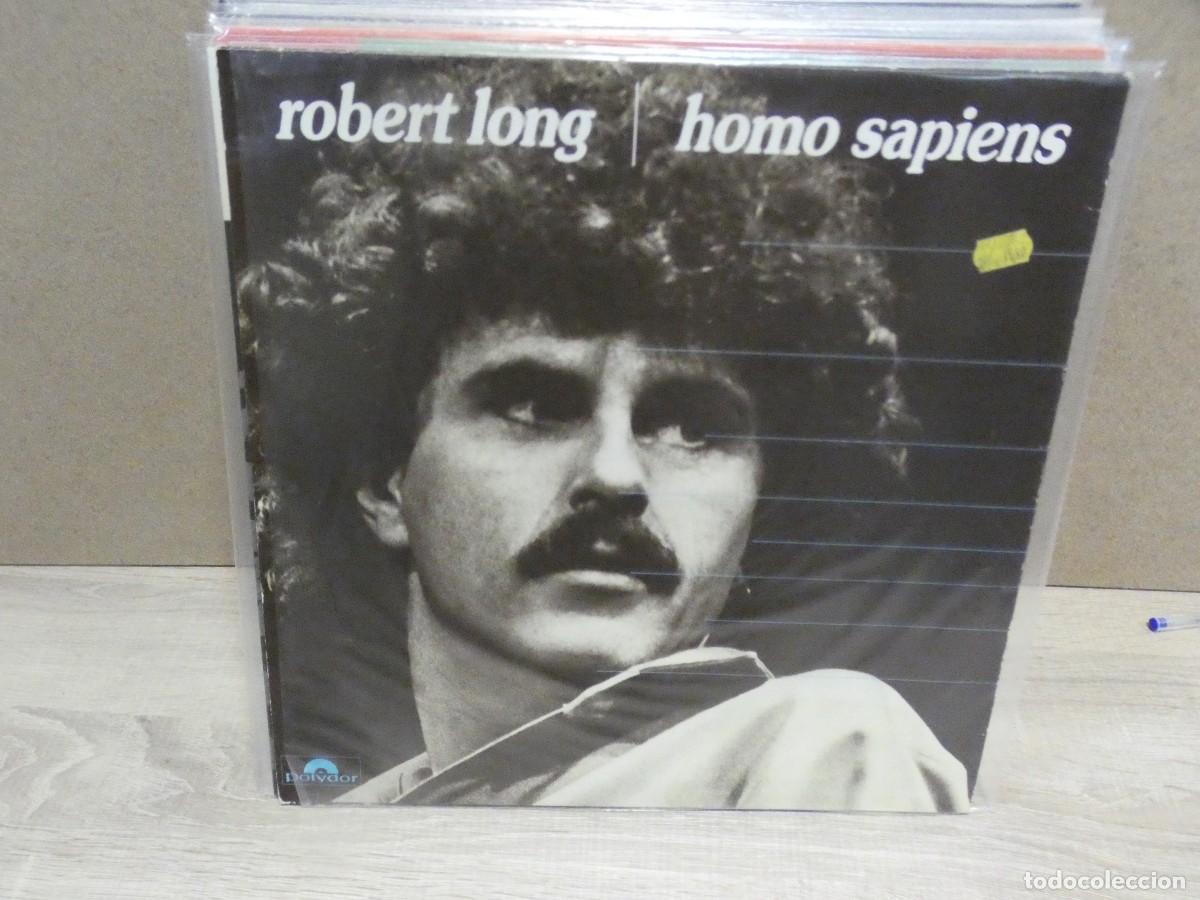 robert long | homo sapiens
polydor
todocoleccion